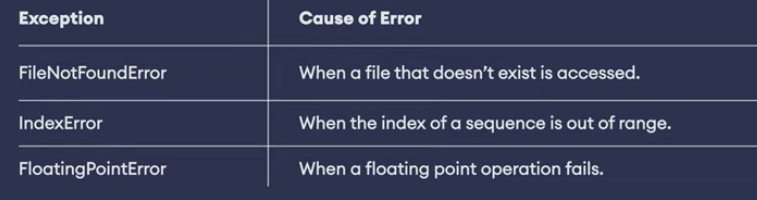 Exception Cause of Error
FileNotFoundError When a file that doesn’t exist is accessed.
IndexError When the index of a sequence is out of range.
FloatingPointError When a floating point operation fails.